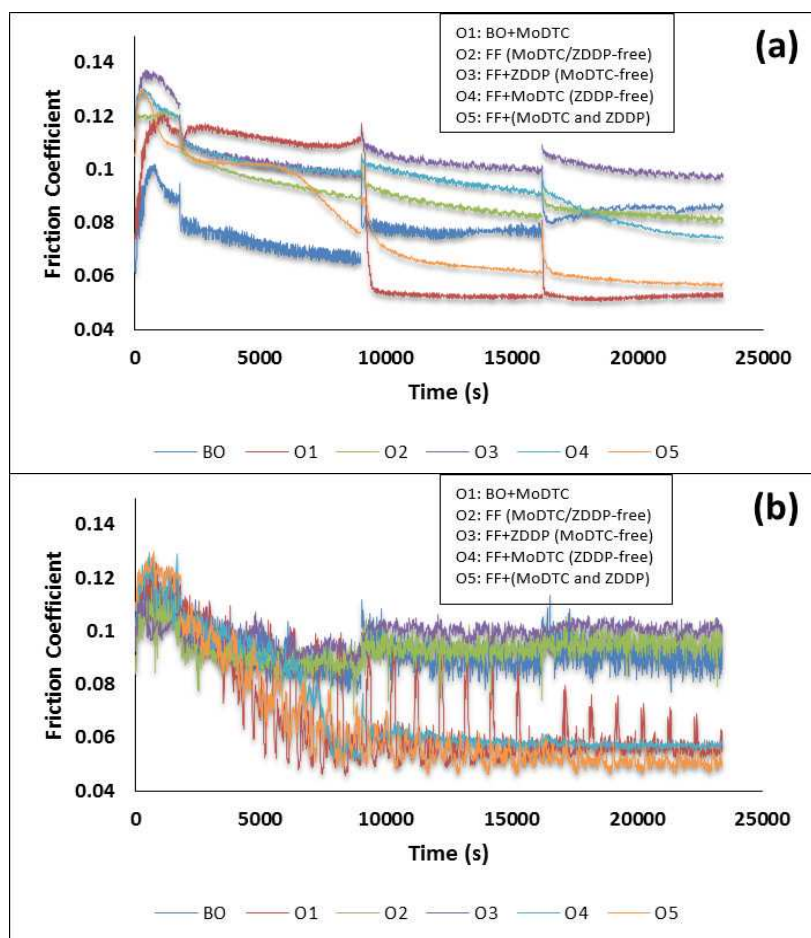 (a)
O1: BO+MoDTC
O2: FF (MoDTC/ZDDP-free)
O3: FF+ZDDP (MoDTC-free)
O4: FF+MoDTC (ZDDP-free)
O5: FF+(MoDTC and ZDDP)
Friction Coefficient
0.14
0.12
0.1
0.08
0.06
0.04
0 5000 10000 15000 20000 25000
Time (s)
BO O1 O2 O3 O4 O5
(b)
O1: BO+MoDTC
O2: FF (MoDTC/ZDDP-free)
O3: FF+ZDDP (MoDTC-free)
O4: FF+MoDTC (ZDDP-free)
O5: FF+(MoDTC and ZDDP)
Friction Coefficient
0.14
0.12
0.1
0.08
0.06
0.04
0 5000 10000 15000 20000 25000
Time (s)
BO O1 O2 O3 O4 O5